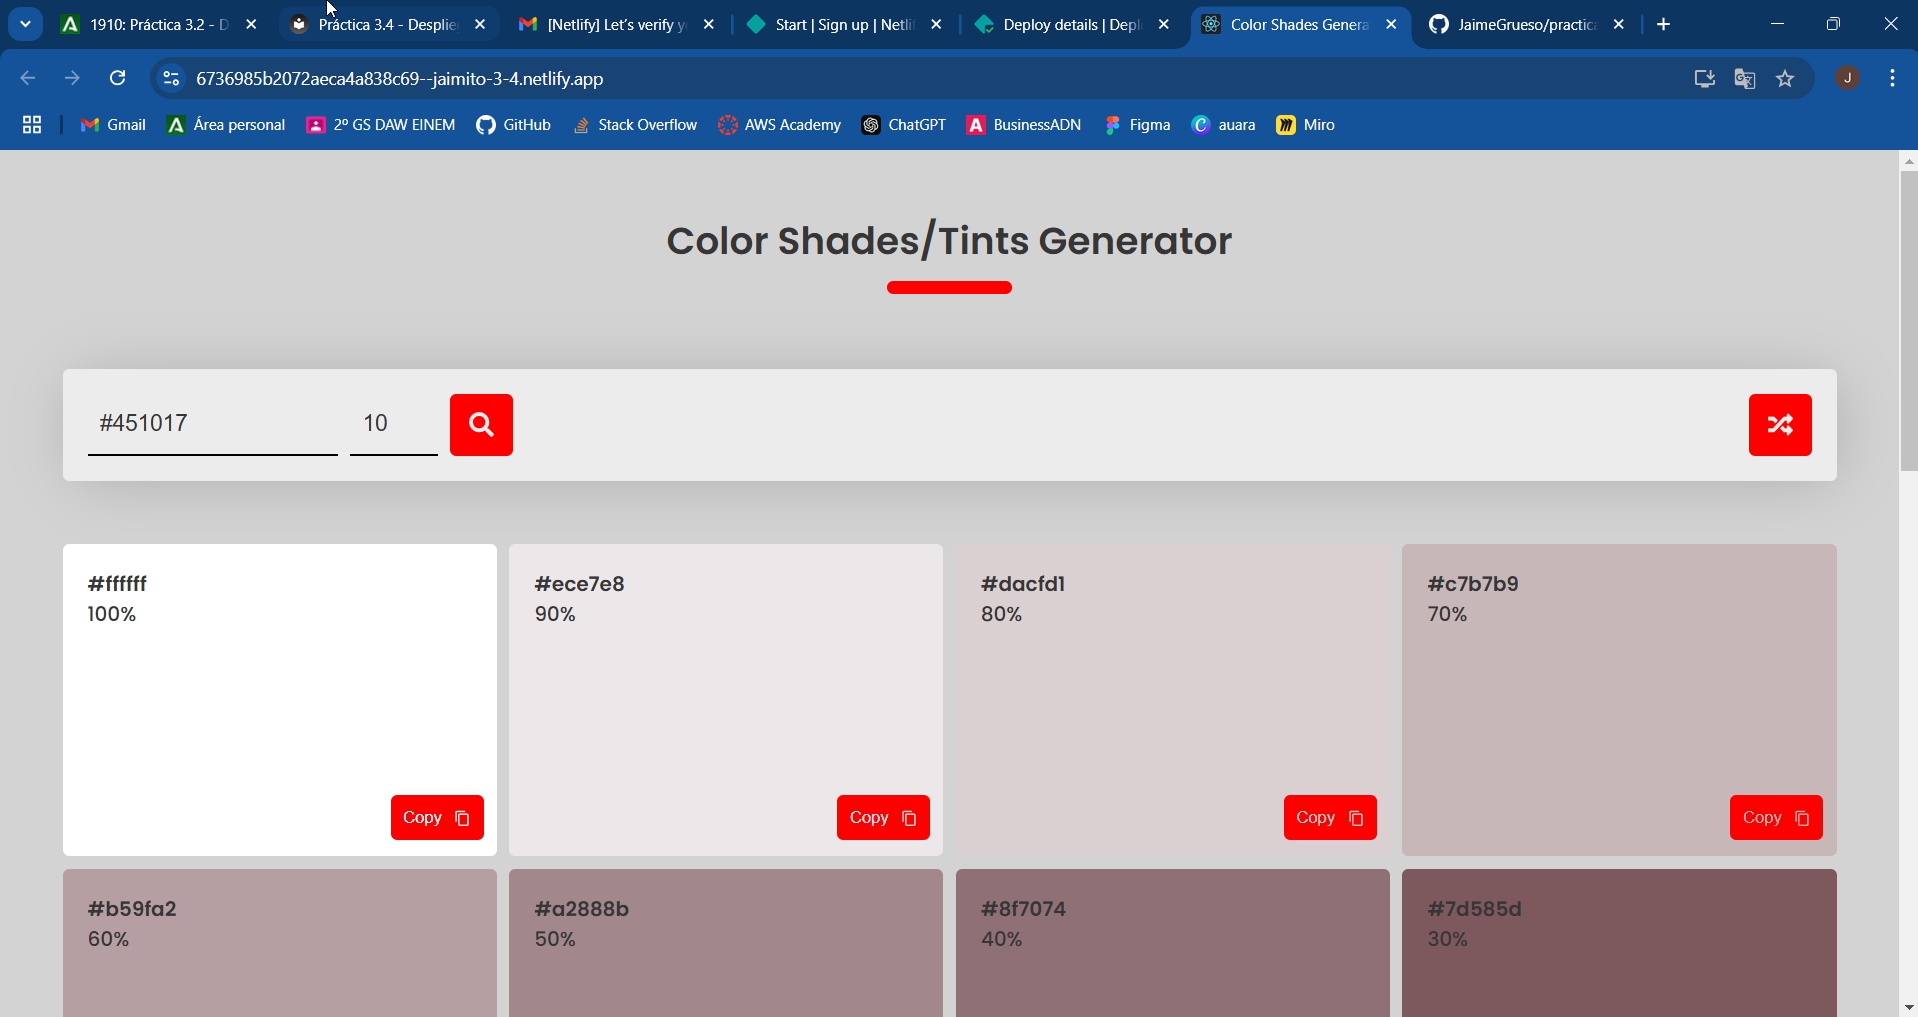 1910: Práctica 3.2 - D
Práctica 3.4 - Desplie
[Netlify] Let's verify y
Start | Sign up | Netli
Deploy details | Depl
Color Shades Genera
JaimeGrueso/practica
6736985b2072aeca4a838c69--jaimito-3-4.netlify.app
J
Gmail
Área personal
2º GS DAW EINEM
GitHub
Stack Overflow
AWS Academy
ChatGPT
BusinessADN
Figma
auara
Miro
Color Shades/Tints Generator
#451017
10
#ffffff
100%
Copy
#ece7e8
90%
Copy
#dacfd1
80%
Copy
#c7b7b9
70%
Copy
#b59fa2
60%
#a2888b
50%
#8f7074
40%
#7d585d
30%